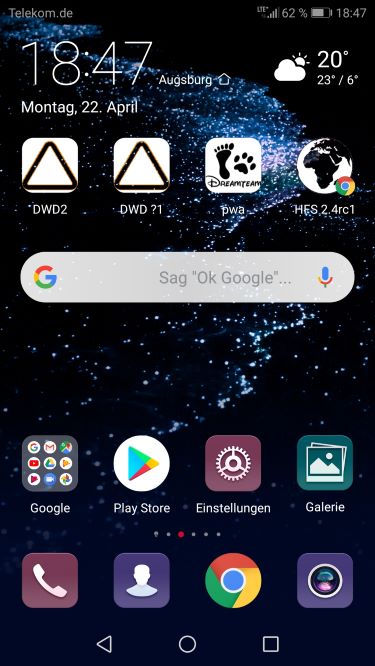 Telekom.de LTE 62 % 18:47
18:47 Augsburg 20°
23° / 6°
Montag, 22. April
DREAMTEAM
DWD2 DWD ?1 pwa HFS 2.4rc1
G Sag "Ok Google"...
Google Play Store Einstellungen Galerie